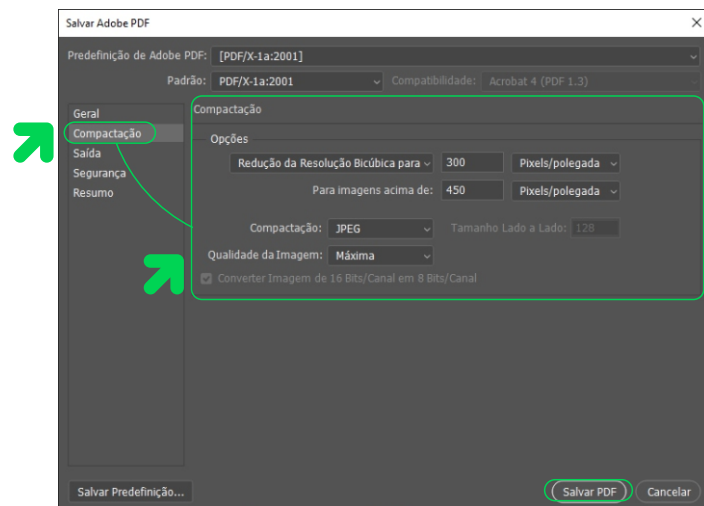 Salvar Adobe PDF
Predefinição de Adobe PDF: [PDF/X-1a:2001]
Padrão: PDF/X-1a:2001 Compatibilidade: Acrobat 4 (PDF 1.3)
Geral
Compactação
Saída
Segurança
Resumo
Compactação
Opções
Redução da Resolução Bicúbica para 300 Pixels/polegada
Para imagens acima de: 450 Pixels/polegada
Compactação: JPEG Tamanho Lado a Lado: 128
Qualidade da Imagem: Máxima
Converter Imagem de 16 Bits/Canal em 8 Bits/Canal
Salvar Predefinição... Salvar PDF Cancelar